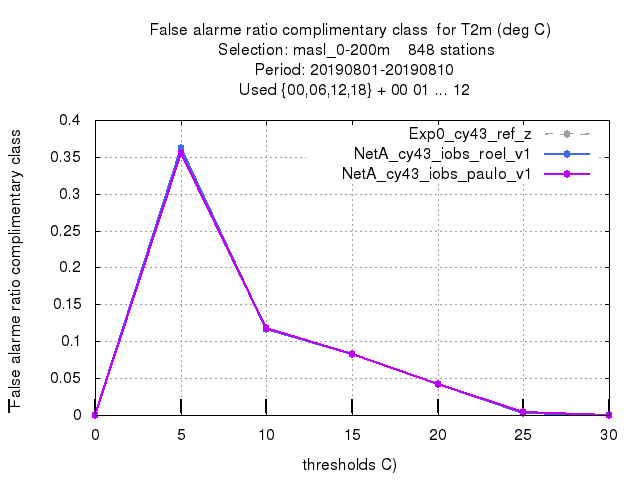 False alarme ratio complimentary class  for T2m (deg C)
Selection: masl_0-200m    848 stations
Period: 20190801-20190810
Used {00,06,12,18} + 00 01 ... 12
Exp0_cy43_ref_z
NetA_cy43_iobs_roel_v1
NetA_cy43_iobs_paulo_v1
False alarme ratio complimentary class
0.4
0.35
0.3
0.25
0.2
0.15
0.1
0.05
0
0 5 10 15 20 25 30
thresholds C)